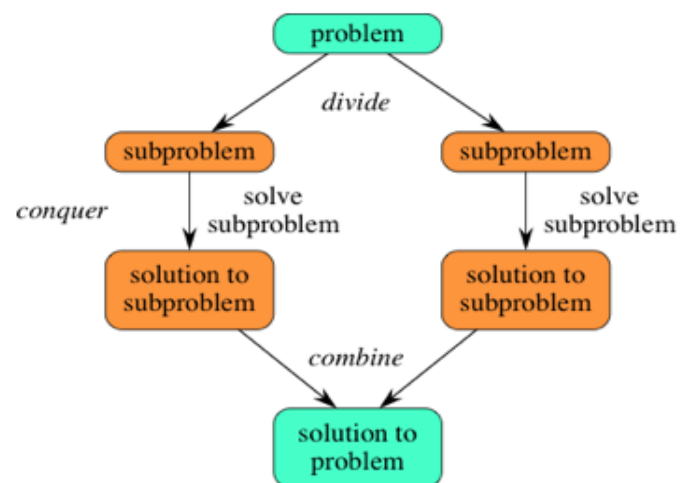 problem
divide
subproblem
subproblem
conquer
solve
subproblem
solve
subproblem
solution to
subproblem
solution to
subproblem
combine
solution to
problem